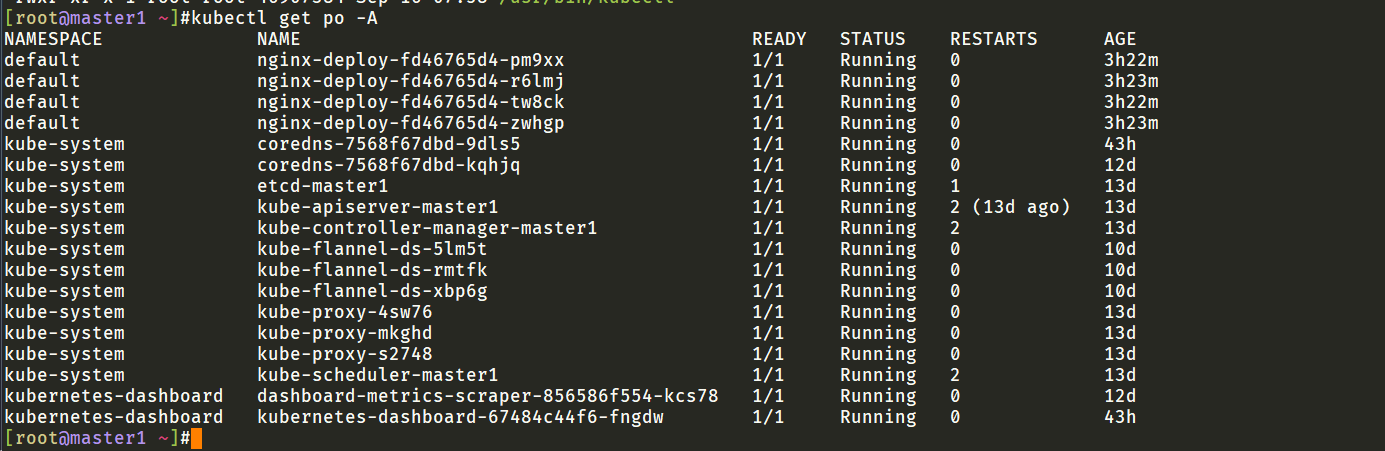 [root@master1 ~]#kubectl get po -A
NAMESPACE NAME READY STATUS RESTARTS AGE
default nginx-deploy-fd46765d4-pm9xx 1/1 Running 0 3h22m
default nginx-deploy-fd46765d4-r6lmj 1/1 Running 0 3h23m
default nginx-deploy-fd46765d4-tw8ck 1/1 Running 0 3h22m
default nginx-deploy-fd46765d4-zwhgp 1/1 Running 0 3h23m
kube-system coredns-7568f67dbd-9dls5 1/1 Running 0 43h
kube-system coredns-7568f67dbd-kqhjq 1/1 Running 0 12d
kube-system etcd-master1 1/1 Running 1 13d
kube-system kube-apiserver-master1 1/1 Running 2 (13d ago) 13d
kube-system kube-controller-manager-master1 1/1 Running 2 13d
kube-system kube-flannel-ds-5lm5t 1/1 Running 0 10d
kube-system kube-flannel-ds-rmtfk 1/1 Running 0 10d
kube-system kube-flannel-ds-xbp6g 1/1 Running 0 10d
kube-system kube-proxy-4sw76 1/1 Running 0 13d
kube-system kube-proxy-mkghd 1/1 Running 0 13d
kube-system kube-proxy-s2748 1/1 Running 0 13d
kube-system kube-scheduler-master1 1/1 Running 2 13d
kubernetes-dashboard dashboard-metrics-scraper-856586f554-kcs78 1/1 Running 0 12d
kubernetes-dashboard kubernetes-dashboard-67484c44f6-fngdw 1/1 Running 0 43h
[root@master1 ~]#